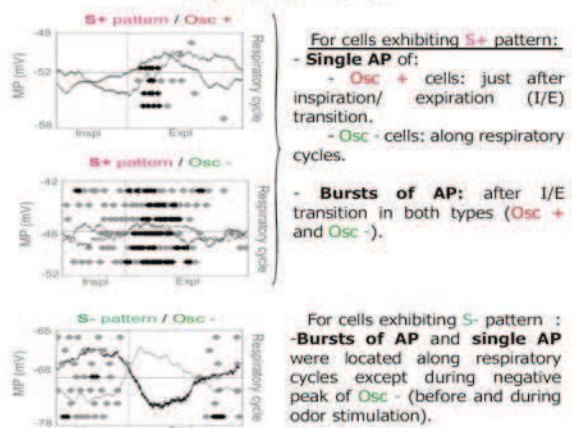 S+ pattern / Osc +
-48
-52
-68
MP (mV)
Inspi
Expi
Respiratory cycle
S+ pattern / Osc -
-42
-48
-52
MP (mV)
Inspi
Expi
Respiratory cycle
S- pattern / Osc -
-65
-68
-78
MP (mV)
Inspi
Expi
Respiratory cycle
For cells exhibiting S+ pattern:
- Single AP of:
- Osc + cells: just after
inspiration/ expiration (I/E)
transition.
- Osc - cells: along respiratory
cycles.
- Bursts of AP: after I/E
transition in both types (Osc +
and Osc -).
For cells exhibiting S- pattern :
-Bursts of AP and single AP
were located along respiratory
cycles except during negative
peak of Osc - (before and during
odor stimulation).